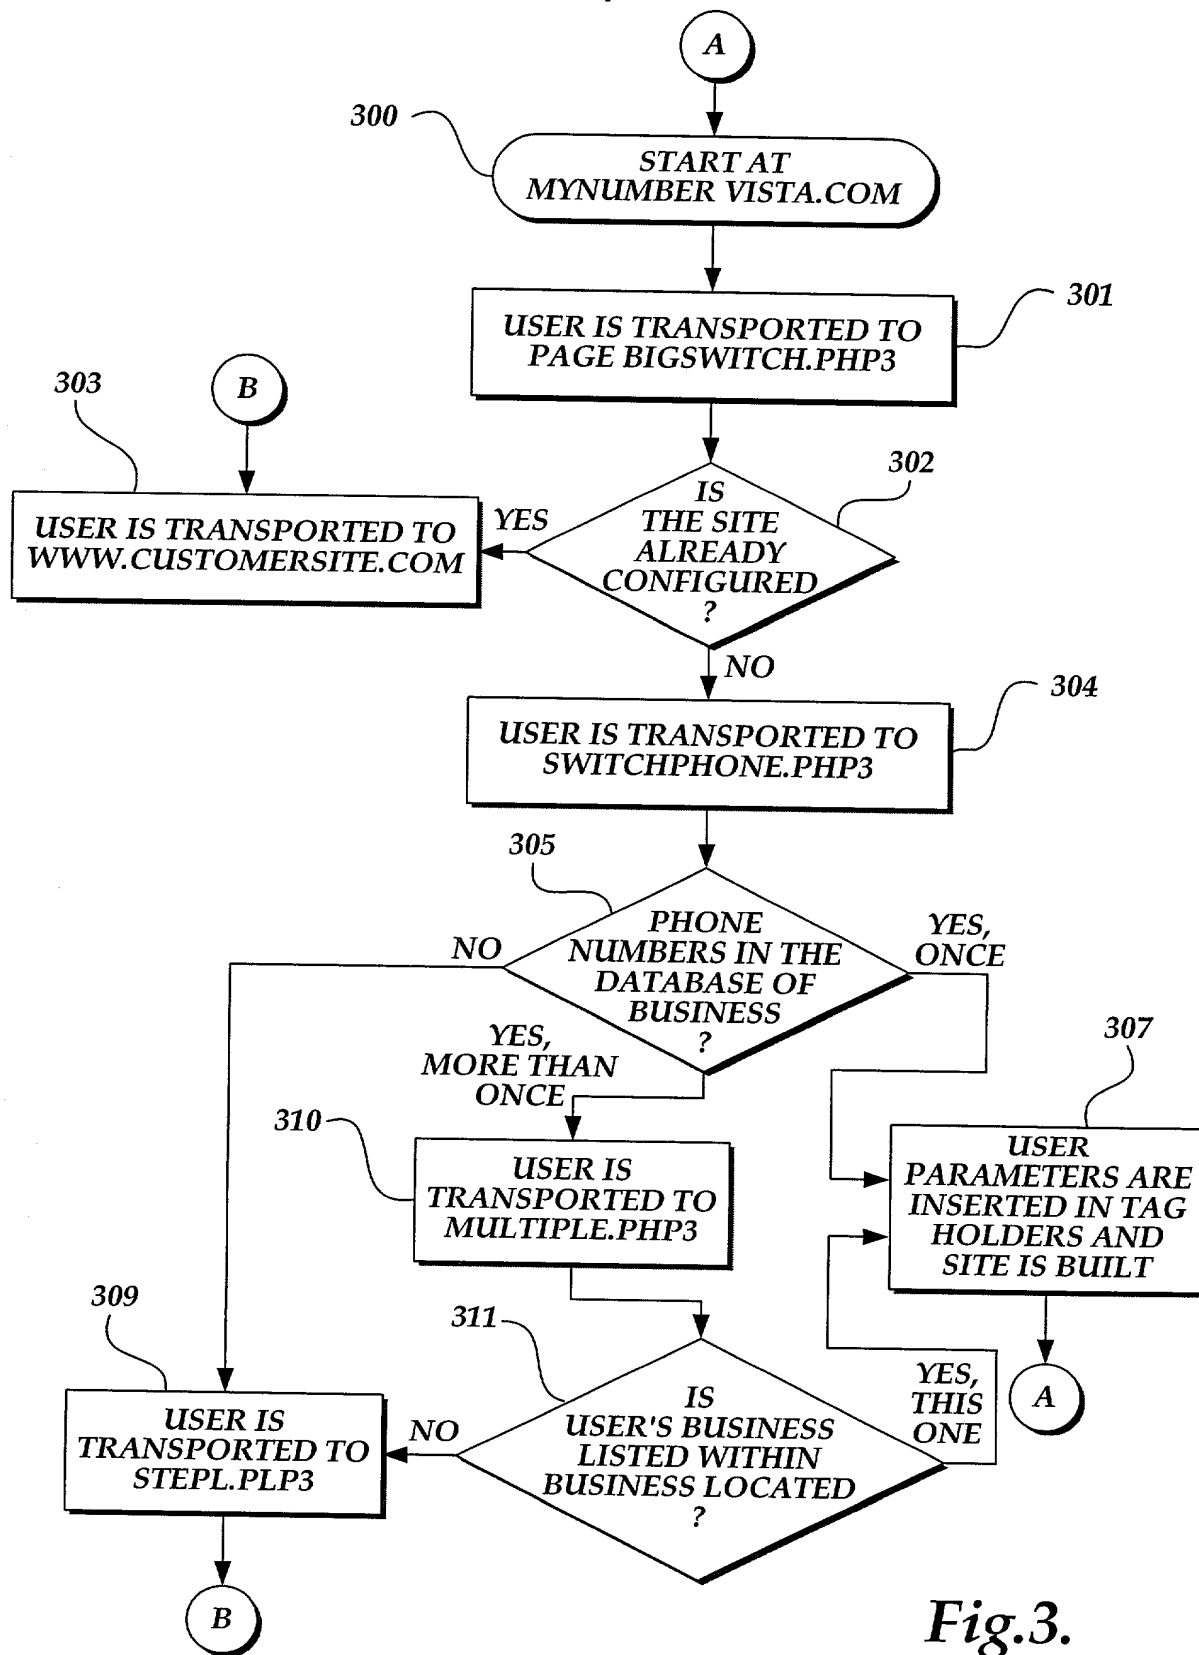 A
300
START AT
MYNUMBER VISTA.COM
301
USER IS TRANSPORTED TO
PAGE BIGSWITCH.PHP3
303
B
302
IS
THE SITE
ALREADY
CONFIGURED
?
YES
USER IS TRANSPORTED TO
WWW.CUSTOMERSITE.COM
NO
304
USER IS TRANSPORTED TO
SWITCHPHONE.PHP3
305
PHONE
NUMBERS IN THE
DATABASE OF
BUSINESS
?
NO
YES,
ONCE
YES,
MORE THAN
ONCE
307
310
USER IS
TRANSPORTED TO
MULTIPLE.PHP3
USER
PARAMETERS ARE
INSERTED IN TAG
HOLDERS AND
SITE IS BUILT
309
311
IS
USER'S BUSINESS
LISTED WITHIN
BUSINESS LOCATED
?
YES,
THIS
ONE
A
NO
USER IS
TRANSPORTED TO
STEPL.PLP3
B
Fig.3.